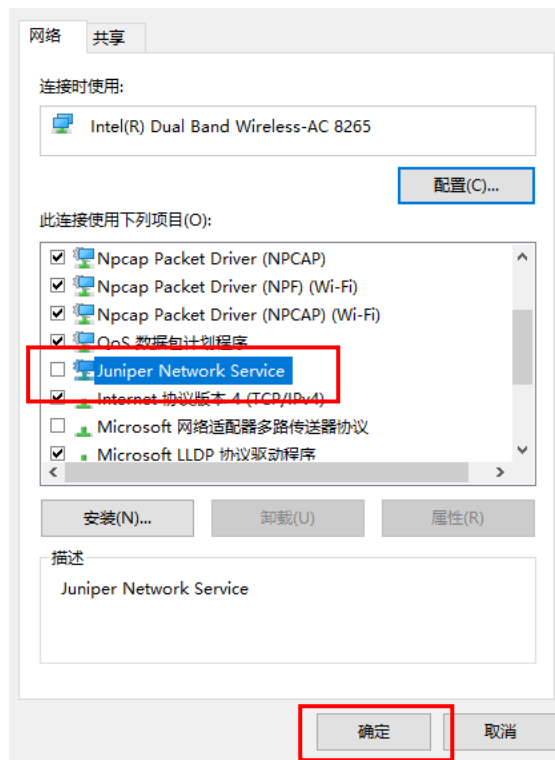 网络 共享
连接时使用:
Intel(R) Dual Band Wireless-AC 8265
配置(C)...
此连接使用下列项目(O):
Npcap Packet Driver (NPCAP)
Npcap Packet Driver (NPF) (Wi-Fi)
Npcap Packet Driver (NPCAP) (Wi-Fi)
QoS 数据包计划程序
Juniper Network Service
Internet 协议版本 4 (TCP/IPv4)
Microsoft 网络适配器多路传送器协议
Microsoft LLDP 协议驱动程序
安装(N)... 卸载(U) 属性(R)
描述
Juniper Network Service
确定 取消